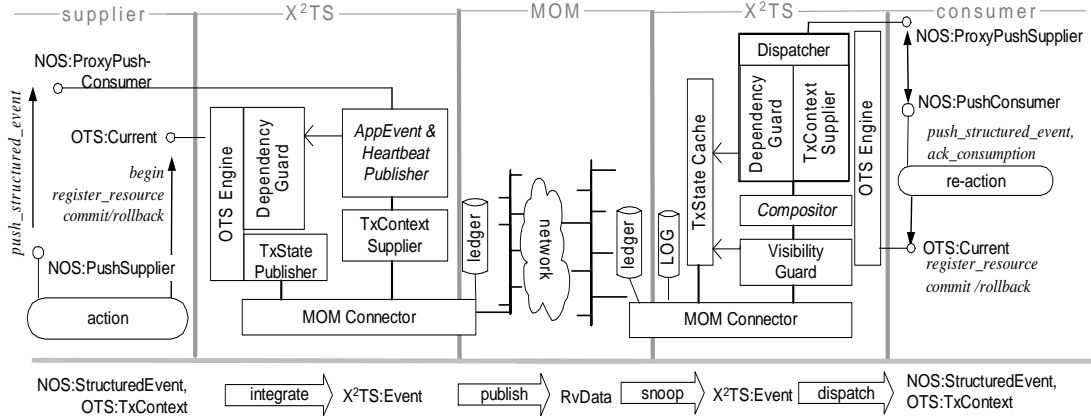 supplier
X²TS
MOM
X²TS
consumer
NOS:ProxyPush-
Consumer
push_structured_event
OTS:Current
begin
register_resource
commit/rollback
NOS:PushSupplier
action
OTS Engine
Dependency
Guard
TxState
Publisher
AppEvent &
Heartbeat
Publisher
TxContext
Supplier
MOM Connector
ledger
network
ledger
LOG
TxState Cache
Dispatcher
Dependency
Guard
TxContext
Supplier
Compositor
Visibility
Guard
MOM Connector
OTS Engine
NOS:ProxyPushSupplier
NOS:PushConsumer
push_structured_event,
ack_consumption
re-action
OTS:Current
register_resource
commit /rollback
NOS:StructuredEvent,
OTS:TxContext
integrate
X²TS:Event
publish
RvData
snoop
X²TS:Event
dispatch
NOS:StructuredEvent,
OTS:TxContext